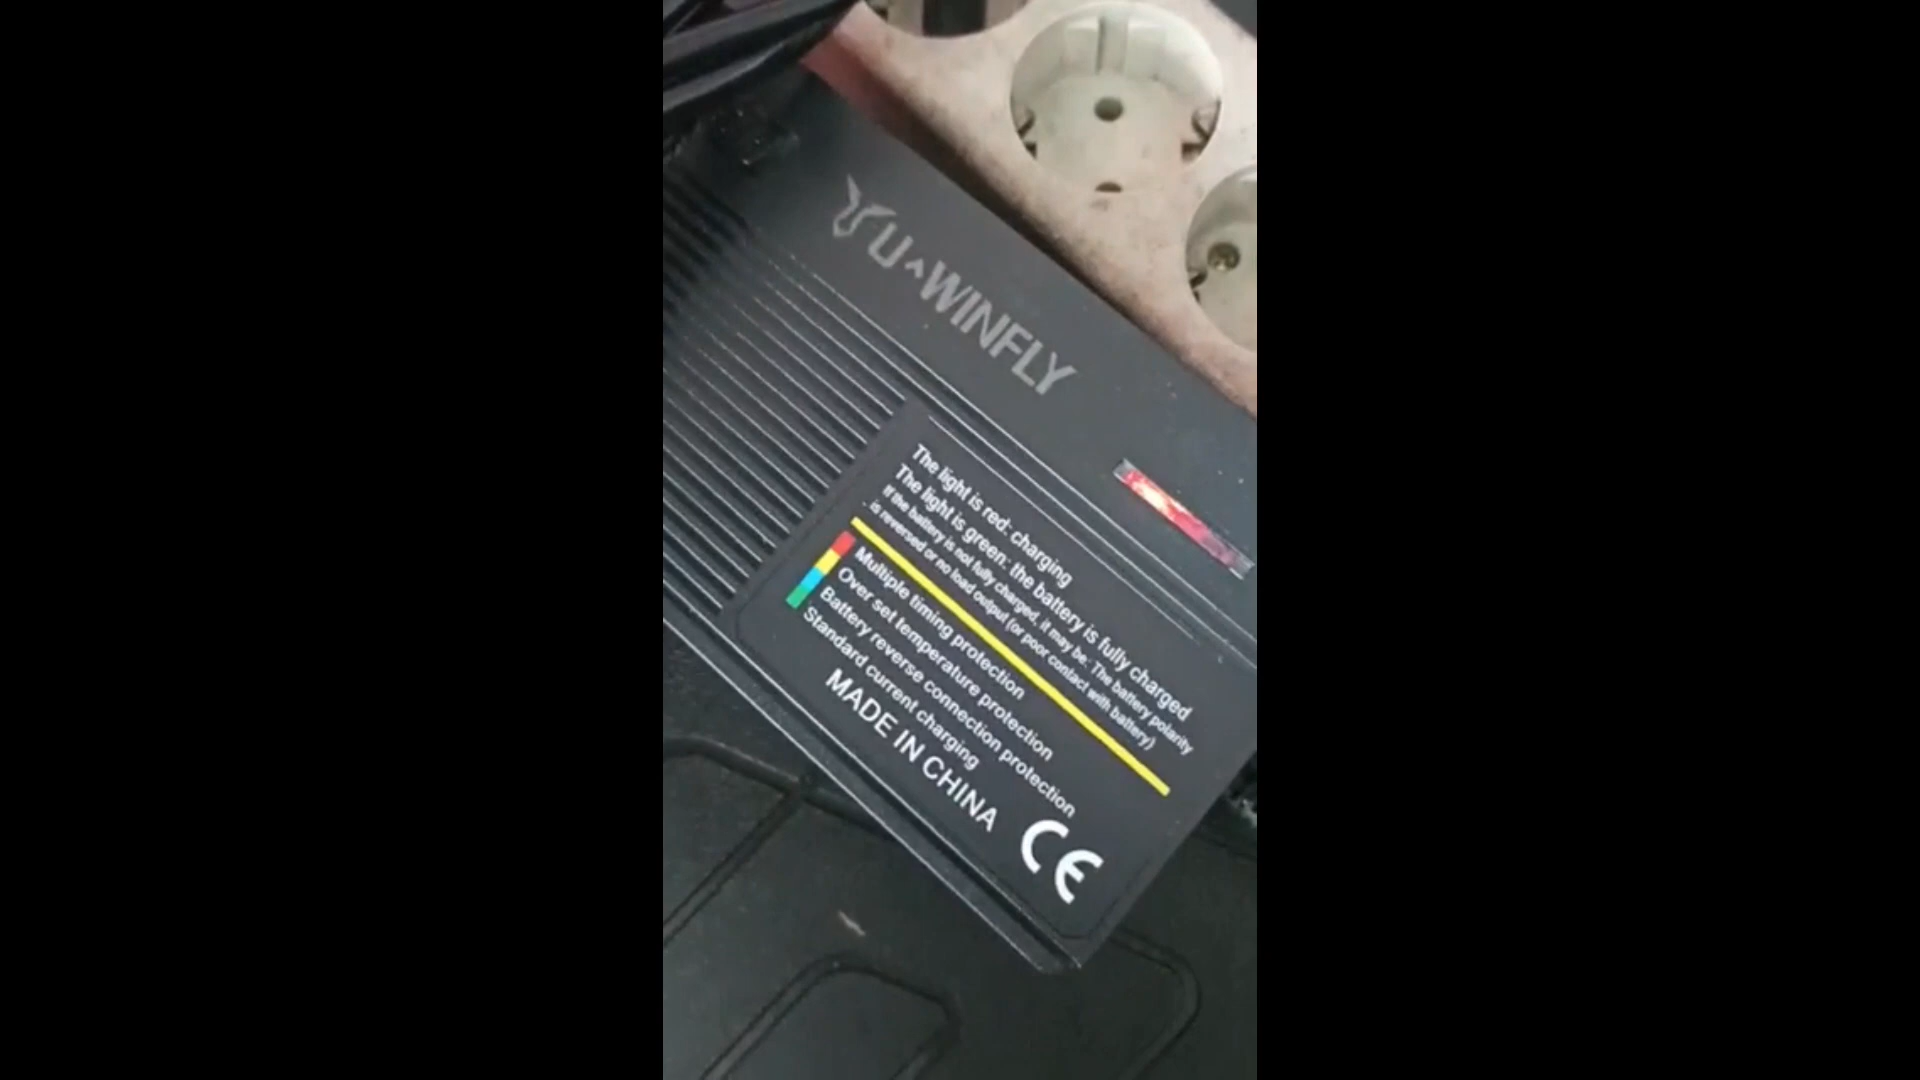 U^WINFLY
The light is red: charging
The light is green: the battery is fully charged
If the battery is not fully charged, it may be: The battery polarity
is reversed or no load output (or poor contact with battery)
Multiple timing protection
Over set temperature protection
Battery reverse connection protection
Standard current charging
MADE IN CHINA
CE